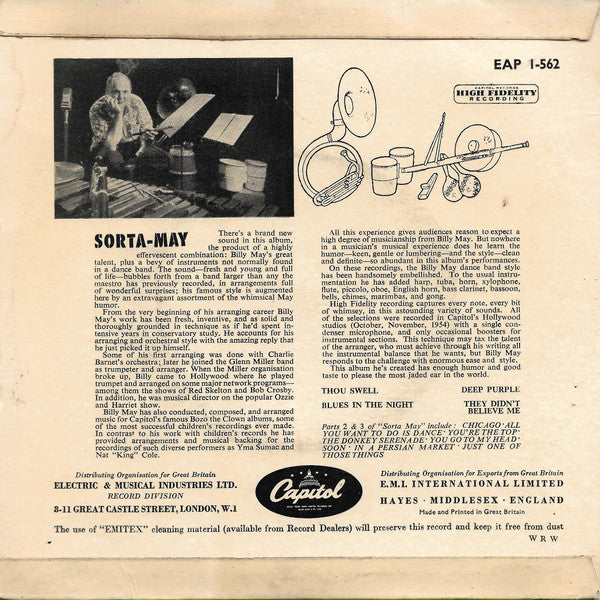 EAP 1-562
CAPITOL RECORDS
HIGH FIDELITY
RECORDING
SORTA-MAY
There's a brand new
sound in this album,
the product of a highly
effervescent combination: Billy May's great
talent, plus a bevy of instruments not normally found
in a dance band. The sound—fresh and young and full
of life—bubbles forth from a band larger than any the
maestro has previously recorded, in arrangements full
of wonderful surprises; his famous style is augmented
here by an extravagant assortment of the whimsical May
humor.
From the very beginning of his arranging career Billy
May's work has been fresh, inventive, and as solid and
thoroughly grounded in technique as if he'd spent in-
tensive years in conservatory study. He accounts for his
arranging and orchestral style with the amazing reply that
he just picked it up himself.
Some of his first arranging was done with Charlie
Barnet's orchestra; later he joined the Glenn Miller band
as trumpeter and arranger. When the Miller organisation
broke up, Billy came to Hollywood where he played
trumpet and arranged on some major network programs—
among them the shows of Red Skelton and Bob Crosby.
In addition, he was musical director on the popular Ozzie
and Harriet show.
Billy May has also conducted, composed, and arranged
music for Capitol's famous Bozo the Clown albums, some
of the most successful children's recordings ever made.
In contrast to his work with children's records he has
provided arrangements and musical backing for the
recordings of such diverse performers as Yma Sumac and
Nat "King" Cole.
All this experience gives audiences reason to expect a
high degree of musicianship from Billy May. But nowhere
in a musician's musical experience does he learn the
humor—keen, gentle or lumbering—and the style—clean
and definite—so abundant in this album's performances.
On these recordings, the Billy May dance band style
has been handsomely embellished. To the usual instru-
mentation he has added harp, tuba, horn, xylophone,
flute, piccolo, oboe, English horn, bass clarinet, bassoon,
bells, chimes, marimbas, and gong.
High Fidelity recording captures every note, every bit
of whimsey, in this astounding variety of sounds. All
of the selections were recorded in Capitol's Hollywood
studios (October, November, 1954) with a single con-
denser microphone, and only occasional boosters for
instrumental sections. This technique may tax the talent
of the arranger, who must achieve through his writing all
the instrumental balance that he wants, but Billy May
responds to the challenge with enormous ease and style.
This album he's created has enough humor and good
taste to please the most jaded ear in the world.
THOU SWELL DEEP PURPLE
BLUES IN THE NIGHT THEY DIDN'T
BELIEVE ME
Parts 2 & 3 of "Sorta May" include: CHICAGO·ALL
YOU WANT TO DO IS DANCE·YOU'RE THE TOP·
THE DONKEY SERENADE·YOU GO TO MY HEAD·
SOON·IN A PERSIAN MARKET·JUST ONE OF
THOSE THINGS
Distributing Organisation for Great Britain
ELECTRIC & MUSICAL INDUSTRIES LTD.
RECORD DIVISION
8-11 GREAT CASTLE STREET, LONDON, W.1
Capitol
Distributing Organisation for Exports from Great Britain
E.M.I. INTERNATIONAL LIMITED
HAYES · MIDDLESEX · ENGLAND
Made and Printed in Great Britain
The use of "EMITEX" cleaning material (available from Record Dealers) will preserve this record and keep it free from dust
W R W